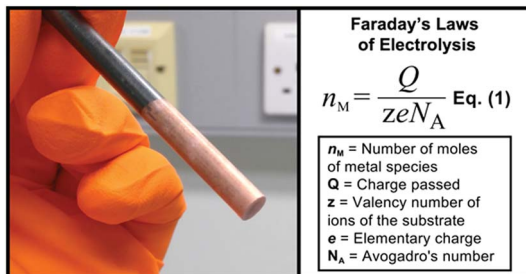 Faraday's Laws
of Electrolysis
n_M = Q / zeN_A Eq. (1)
n_M = Number of moles
of metal species
Q = Charge passed
z = Valency number of
ions of the substrate
e = Elementary charge
N_A = Avogadro's number